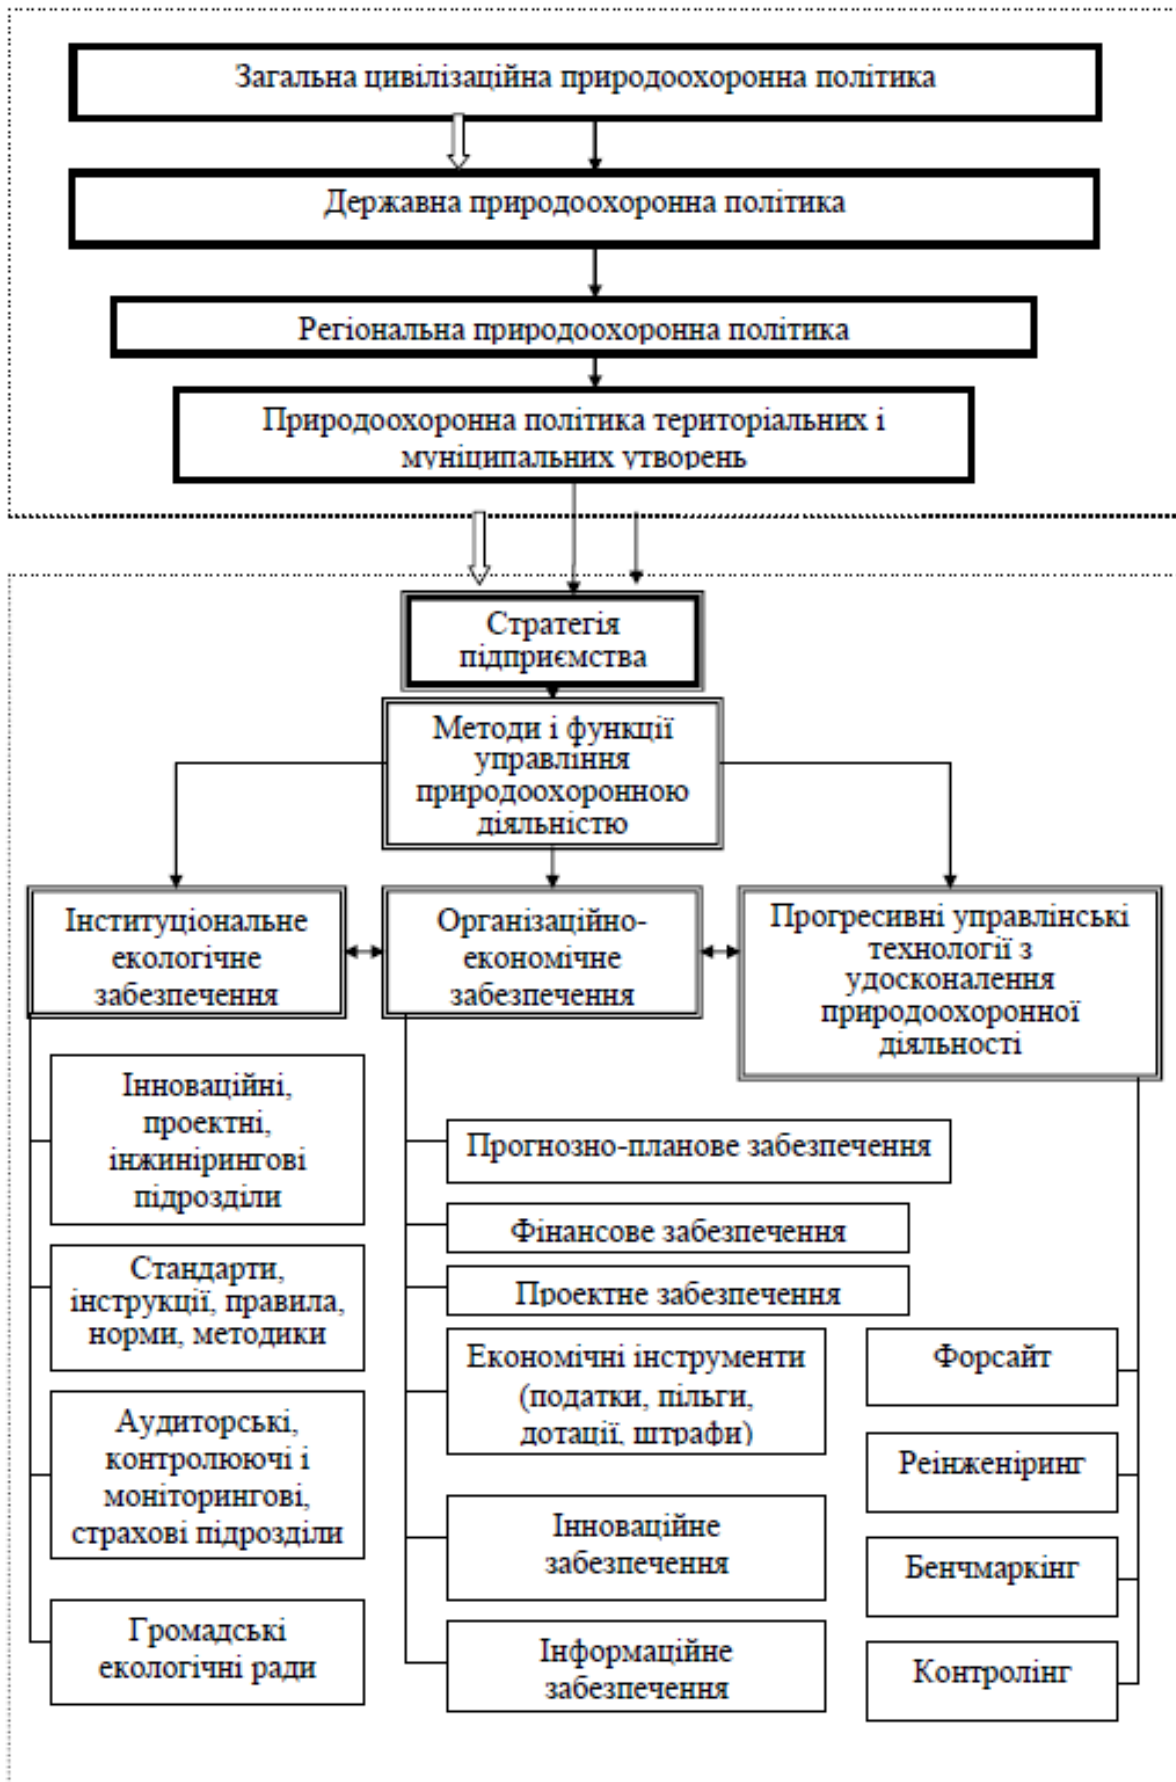 Загальна цивілізаційна природоохоронна політика
Державна природоохоронна політика
Регіональна природоохоронна політика
Природоохоронна політика територіальних і
муніципальних утворень
Стратегія
підприємства
Методи і функції
управління
природоохоронною
діяльністю
Інституціональне
екологічне
забезпечення
Організаційно-
економічне
забезпечення
Прогресивні управлінські
технології з
удосконалення
природоохоронної
діяльності
Інноваційні,
проектні,
інжинірингові
підрозділи
Стандарти,
інструкції, правила,
норми, методики
Аудиторські,
контролюючі і
моніторингові,
страхові підрозділи
Громадські
екологічні ради
Прогнозно-планове забезпечення
Фінансове забезпечення
Проектне забезпечення
Економічні інструменти
(податки, пільги,
дотації, штрафи)
Інноваційне
забезпечення
Інформаційне
забезпечення
Форсайт
Реінженіринг
Бенчмаркінг
Контролінг